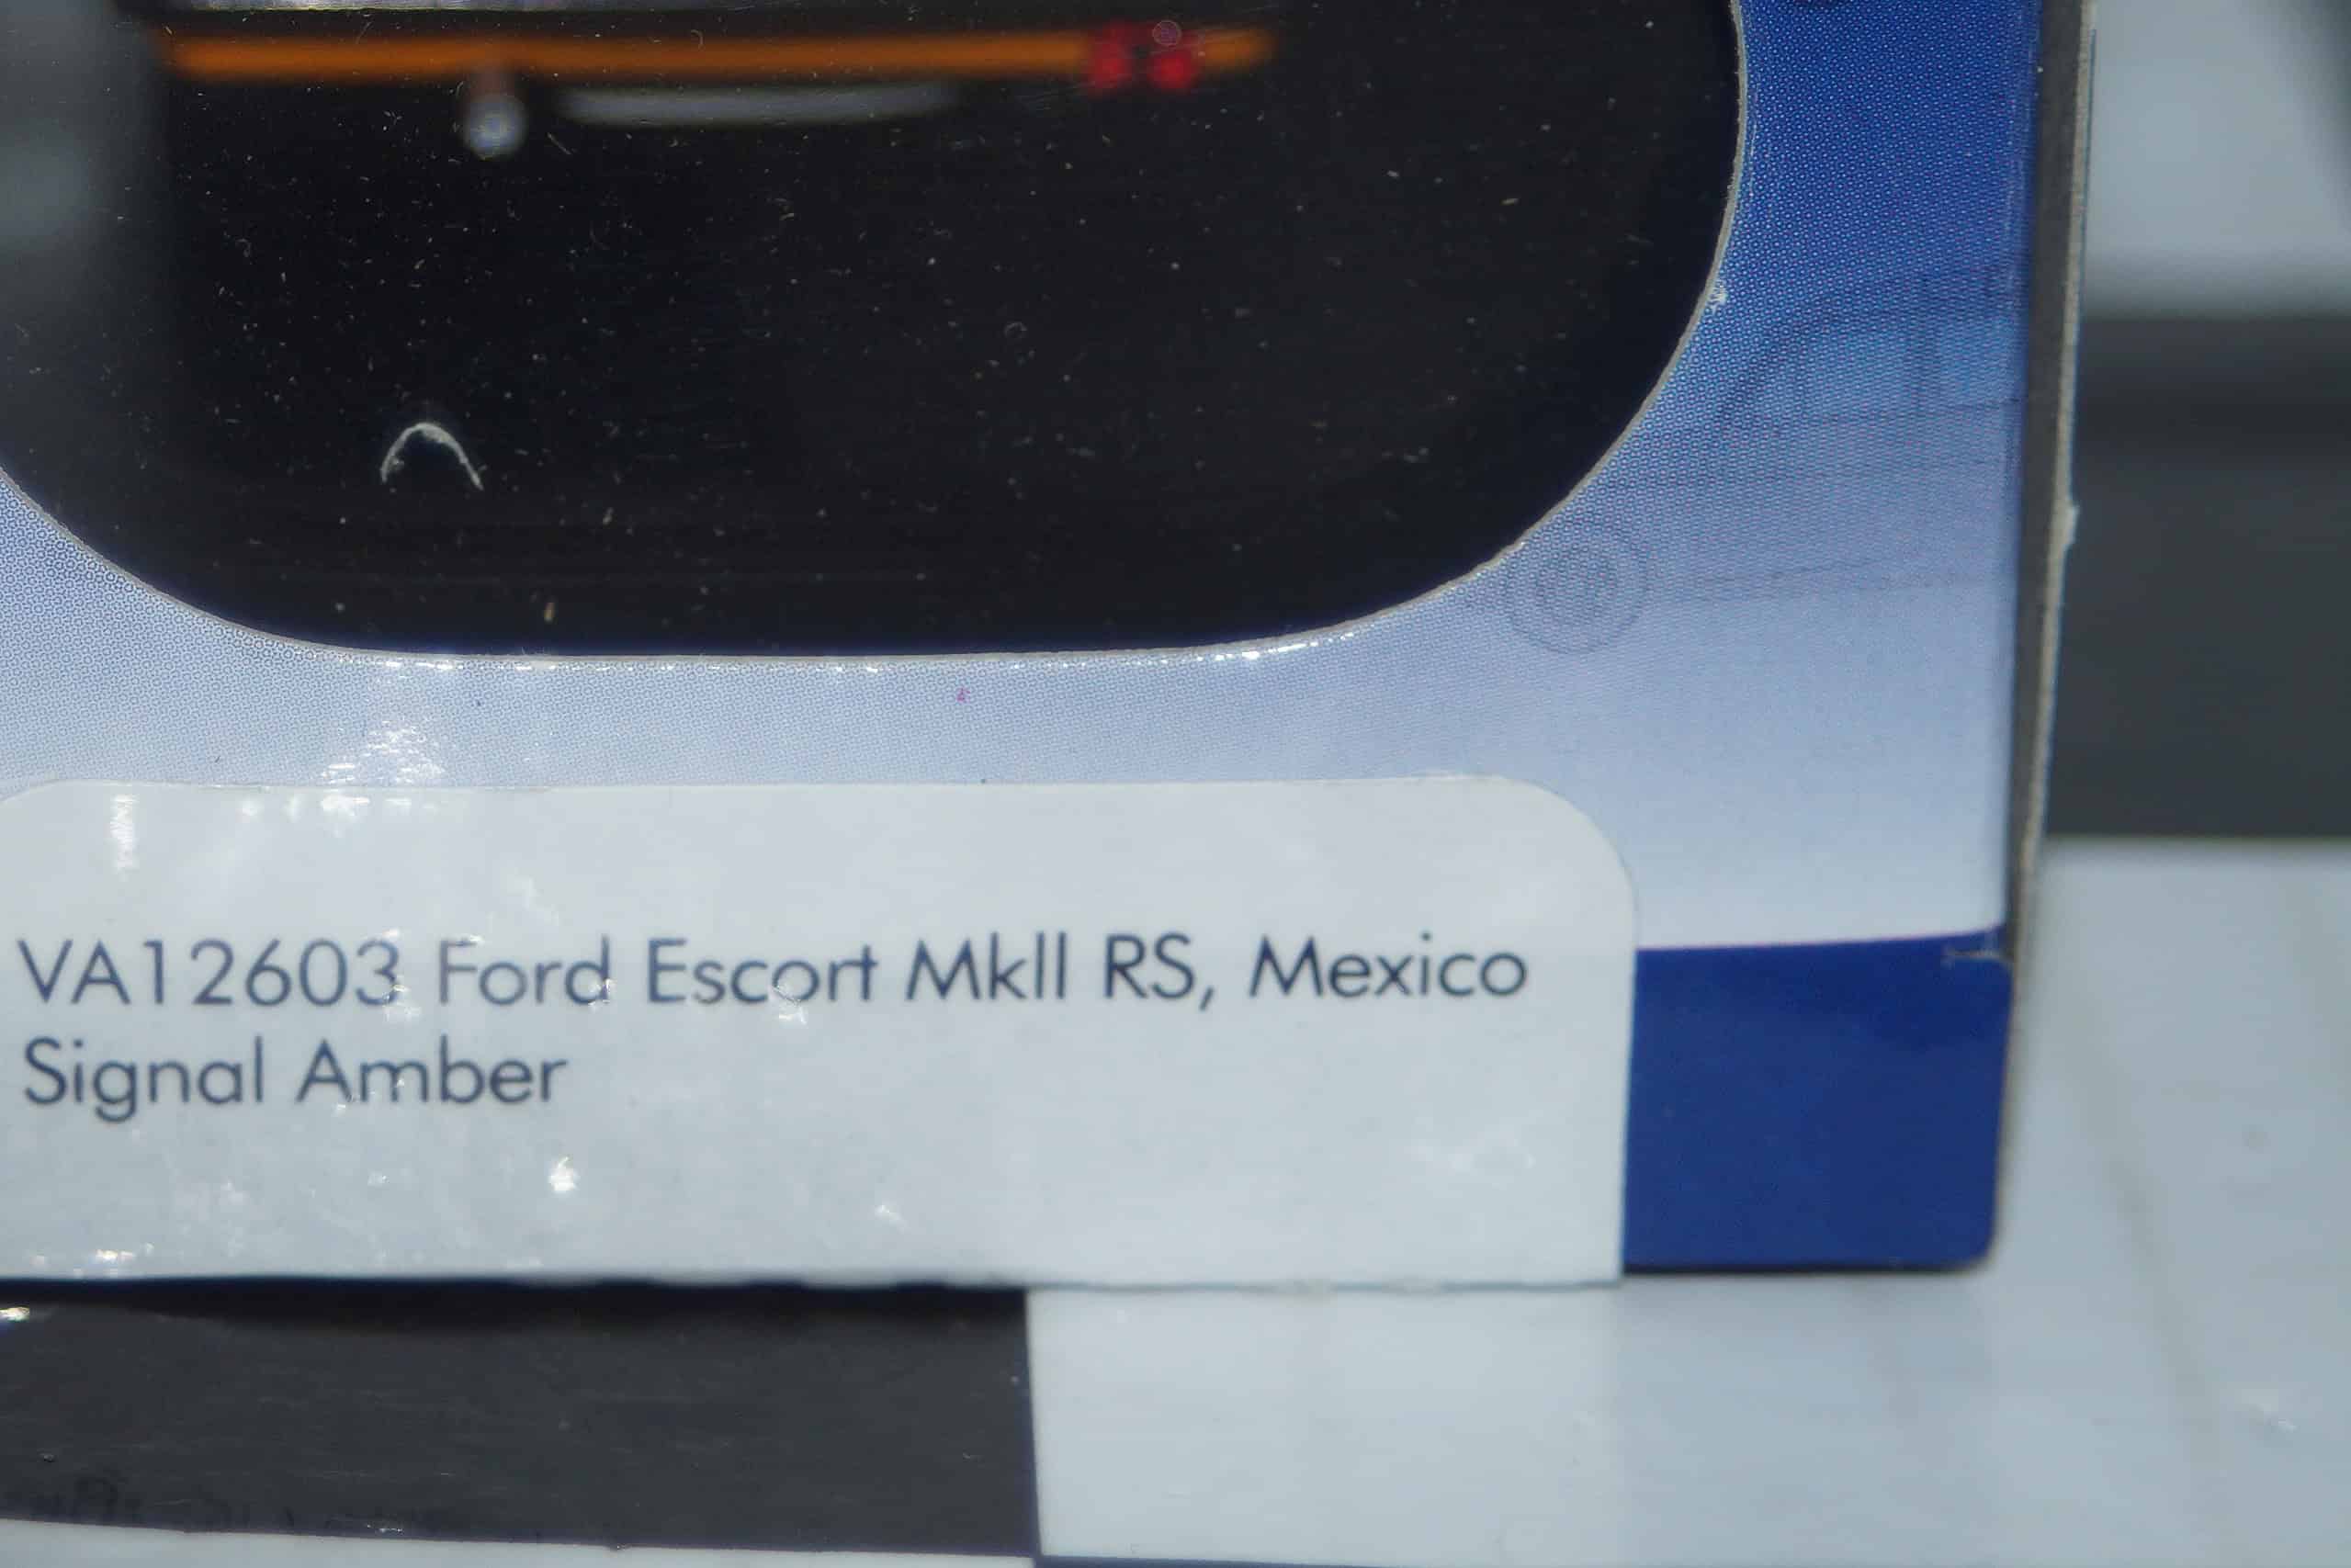 VA12603 Ford Escort MkII RS, Mexico
Signal Amber